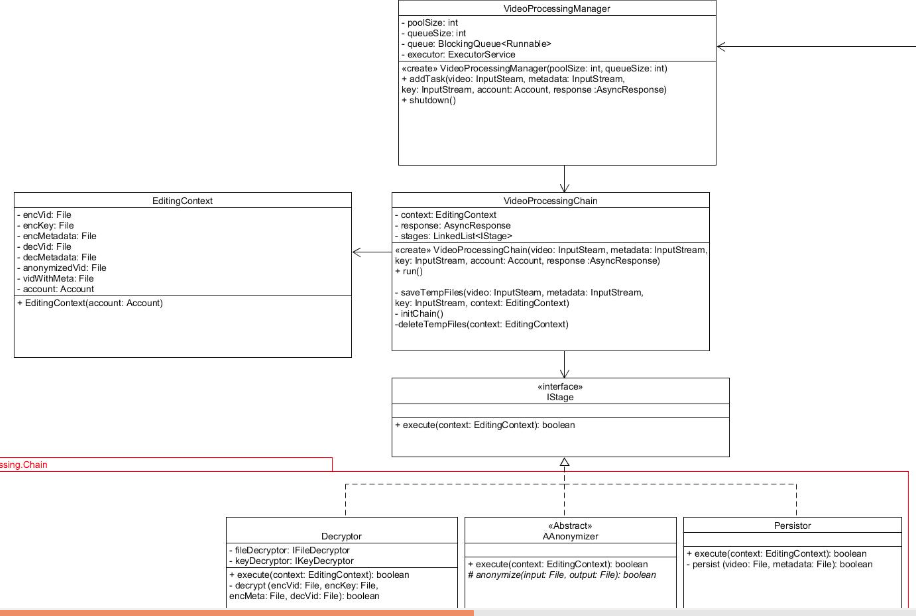 VideoProcessingManager
- poolSize: int
- queueSize: int
- queue: BlockingQueue<Runnable>
- executor: ExecutorService
«create» VideoProcessingManager(poolSize: int, queueSize: int)
+ addTask(video: InputSteam, metadata: InputStream,
key: InputStream, account: Account, response :AsyncResponse)
+ shutdown()
EditingContext
- encVid: File
- encKey: File
- encMetadata: File
- decVid: File
- decMetadata: File
- anonymizedVid: File
- vidWithMeta: File
- account: Account
+ EditingContext(account: Account)
VideoProcessingChain
- context: EditingContext
- response: AsyncResponse
- stages: LinkedList<IStage>
«create» VideoProcessingChain(video: InputSteam, metadata: InputStream,
key: InputStream, account: Account, response :AsyncResponse)
+ run()
- saveTempFiles(video: InputSteam, metadata: InputStream,
key: InputStream, context: EditingContext)
- initChain()
-deleteTempFiles(context: EditingContext)
«interface»
IStage
+ execute(context: EditingContext): boolean
ssing.Chain
Decryptor
- fileDecryptor: IFileDecryptor
- keyDecryptor: IKeyDecryptor
+ execute(context: EditingContext): boolean
- decrypt (encVid: File, encKey: File,
encMeta: File, decVid: File): boolean
«Abstract»
AAnonymizer
+ execute(context: EditingContext): boolean
# anonymize(input: File, output: File): boolean
Persistor
+ execute(context: EditingContext): boolean
- persist (video: File, metadata: File): boolean